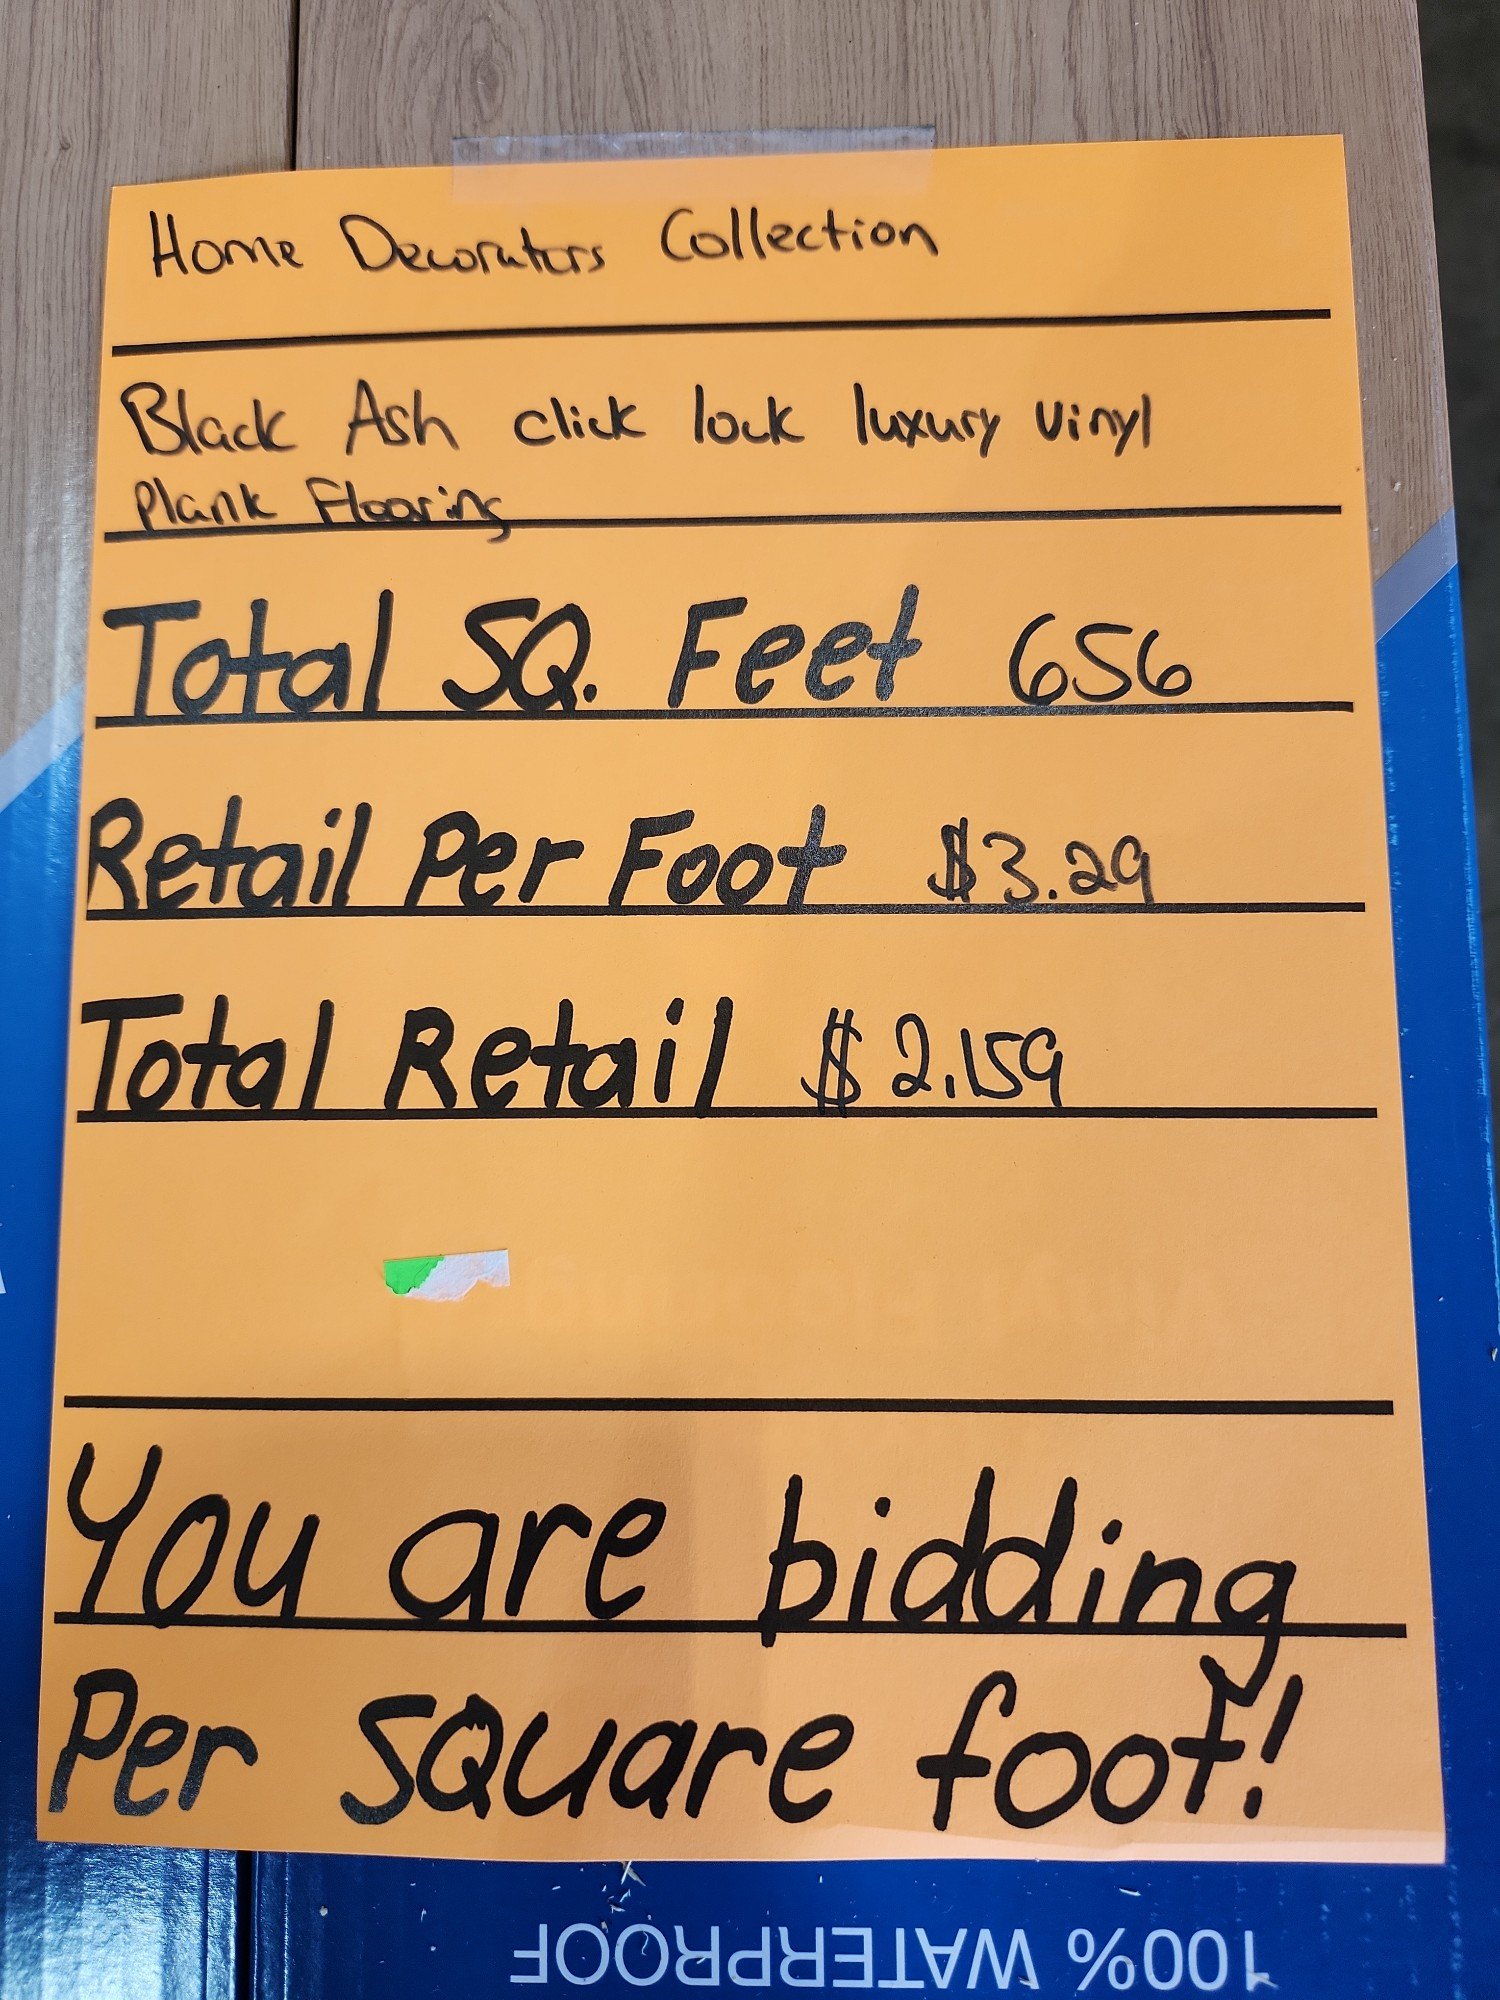 Home Decorators Collection
Black Ash click lock luxury vinyl
Plank Flooring
Total SQ. Feet 656
Retail Per Foot $3.29
Total Retail $2,159
You are bidding
Per square foot!
100% WATERPROOF